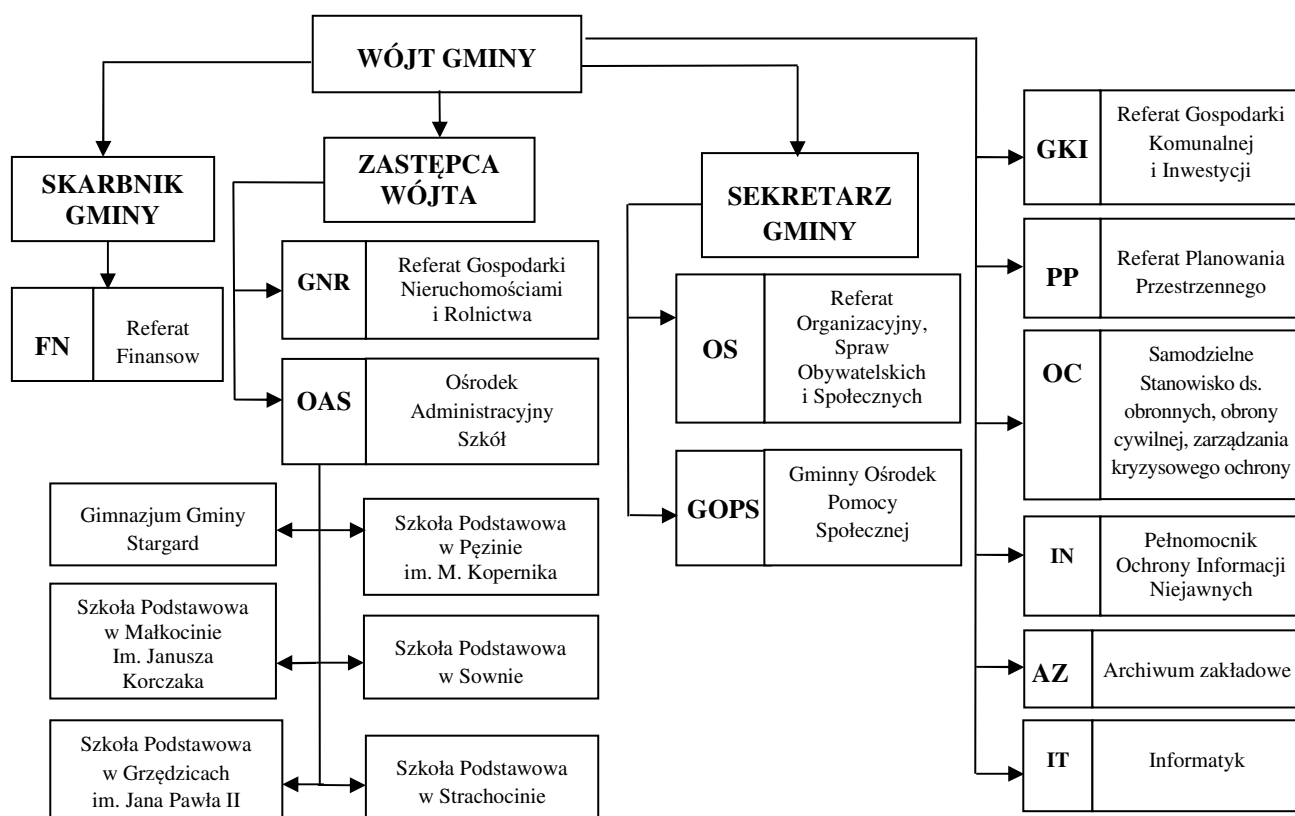 WÓJT GMINY
SKARBNIK
GMINY
FN
Referat
Finansow
ZASTĘPCA
WÓJTA
GNR
Referat Gospodarki
Nieruchomościami
i Rolnictwa
OAS
Ośrodek
Administracyjny
Szkół
Gimnazjum Gminy
Stargard
Szkoła Podstawowa
w Pęzinie
im. M. Kopernika
Szkoła Podstawowa
w Małkocinie
Im. Janusza
Korczaka
Szkoła Podstawowa
w Sownie
Szkoła Podstawowa
w Grzędzicach
im. Jana Pawła II
Szkoła Podstawowa
w Strachocinie
SEKRETARZ
GMINY
OS
Referat
Organizacyjny,
Spraw
Obywatelskich
i Społecznych
GOPS
Gminny Ośrodek
Pomocy
Społecznej
GKI
Referat Gospodarki
Komunalnej
i Inwestycji
PP
Referat Planowania
Przestrzennego
OC
Samodzielne
Stanowisko ds.
obronnych, obrony
cywilnej, zarządzania
kryzysowego ochrony
IN
Pełnomocnik
Ochrony Informacji
Niejawnych
AZ
Archiwum zakładowe
IT
Informatyk